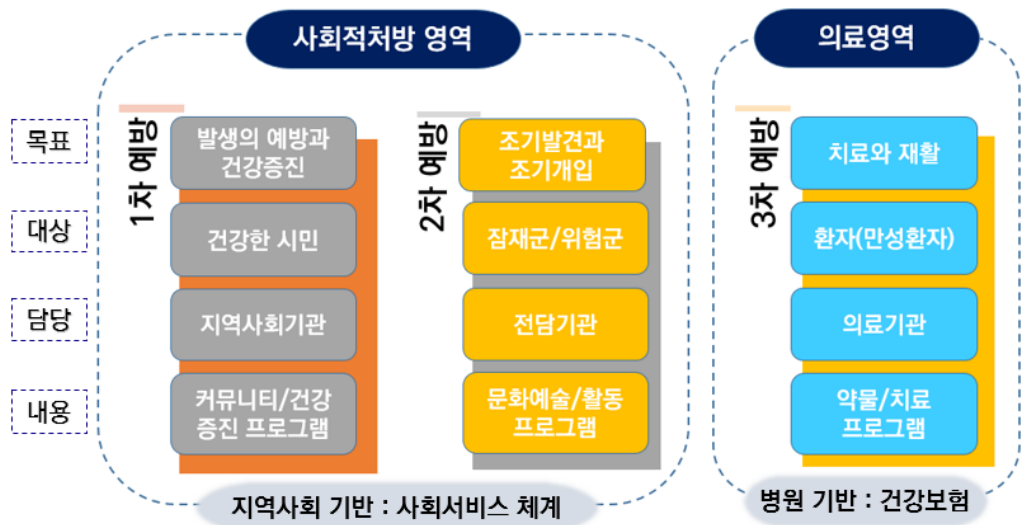 사회적처방 영역
의료영역
목표
대상
담당
내용
1차 예방
발생의 예방과
건강증진
건강한 시민
지역사회기관
커뮤니티/건강
증진 프로그램
2차 예방
조기발견과
조기개입
잠재군/위험군
전담기관
문화예술/활동
프로그램
3차 예방
치료와 재활
환자(만성환자)
의료기관
약물/치료
프로그램
지역사회 기반 : 사회서비스 체계
병원 기반 : 건강보험